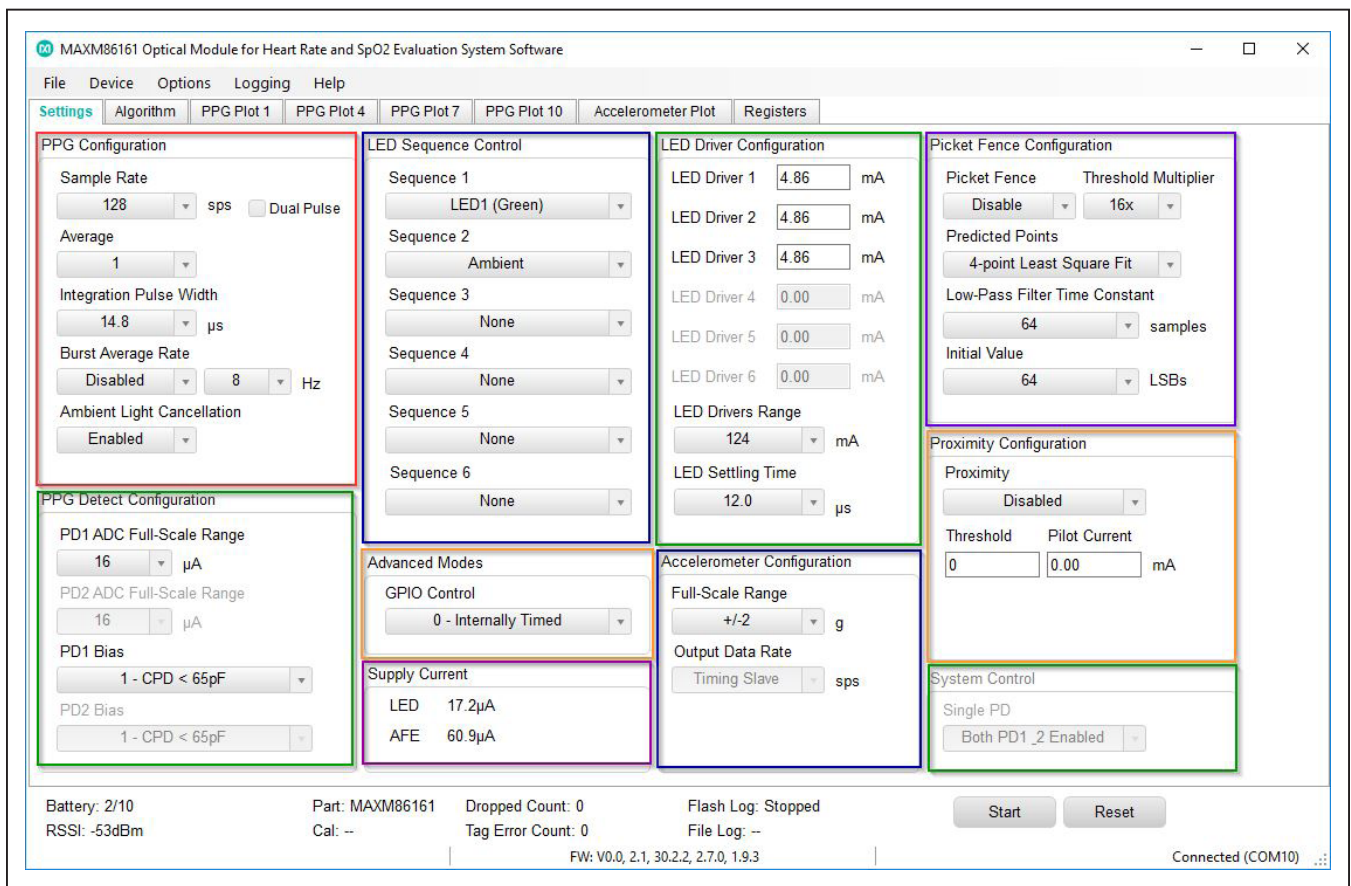 MAXM86161 Optical Module for Heart Rate and SpO2 Evaluation System Software
File Device Options Logging Help
Settings Algorithm PPG Plot 1 PPG Plot 4 PPG Plot 7 PPG Plot 10 Accelerometer Plot Registers
PPG Configuration
Sample Rate
128 sps Dual Pulse
Average
1
Integration Pulse Width
14.8 µs
Burst Average Rate
Disabled 8 Hz
Ambient Light Cancellation
Enabled
PPG Detect Configuration
PD1 ADC Full-Scale Range
16 µA
PD2 ADC Full-Scale Range
16 µA
PD1 Bias
1 - CPD < 65pF
PD2 Bias
1 - CPD < 65pF
LED Sequence Control
Sequence 1
LED1 (Green)
Sequence 2
Ambient
Sequence 3
None
Sequence 4
None
Sequence 5
None
Sequence 6
None
Advanced Modes
GPIO Control
0 - Internally Timed
Supply Current
LED 17.2µA
AFE 60.9µA
LED Driver Configuration
LED Driver 1 4.86 mA
LED Driver 2 4.86 mA
LED Driver 3 4.86 mA
LED Driver 4 0.00 mA
LED Driver 5 0.00 mA
LED Driver 6 0.00 mA
LED Drivers Range
124 mA
LED Settling Time
12.0 µs
Accelerometer Configuration
Full-Scale Range
+/-2 g
Output Data Rate
Timing Slave sps
Picket Fence Configuration
Picket Fence Threshold Multiplier
Disable 16x
Predicted Points
4-point Least Square Fit
Low-Pass Filter Time Constant
64 samples
Initial Value
64 LSBs
Proximity Configuration
Proximity
Disabled
Threshold Pilot Current
0 0.00 mA
System Control
Single PD
Both PD1 _2 Enabled
Battery: 2/10 Part: MAXM86161 Dropped Count: 0 Flash Log: Stopped Start Reset
RSSI: -53dBm Cal: -- Tag Error Count: 0 File Log: --
FW: V0.0, 2.1, 30.2.2, 2.7.0, 1.9.3 Connected (COM10)